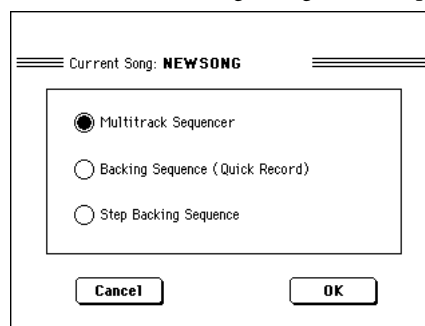 Current Song: NEWSONG
Multitrack Sequencer
Backing Sequence (Quick Record)
Step Backing Sequence
Cancel OK